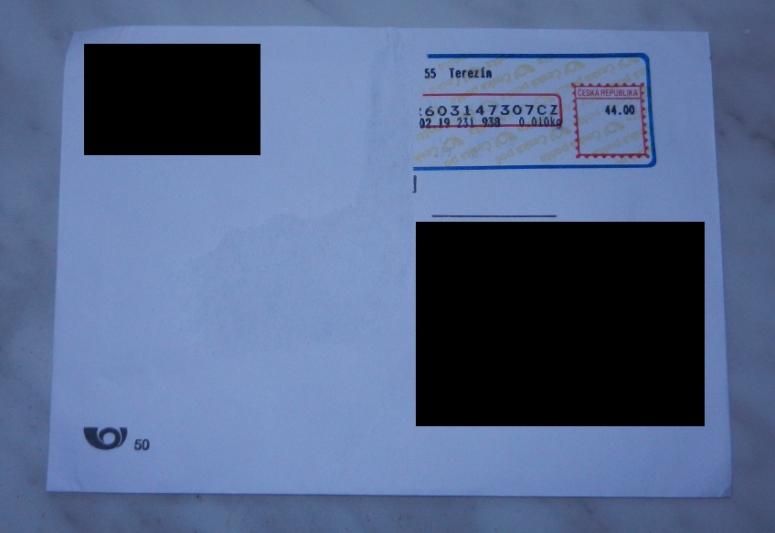 55 Terezín
ČESKÁ REPUBLIKA
44.00
603147307CZ
02 19 231 938 0.010kg
50